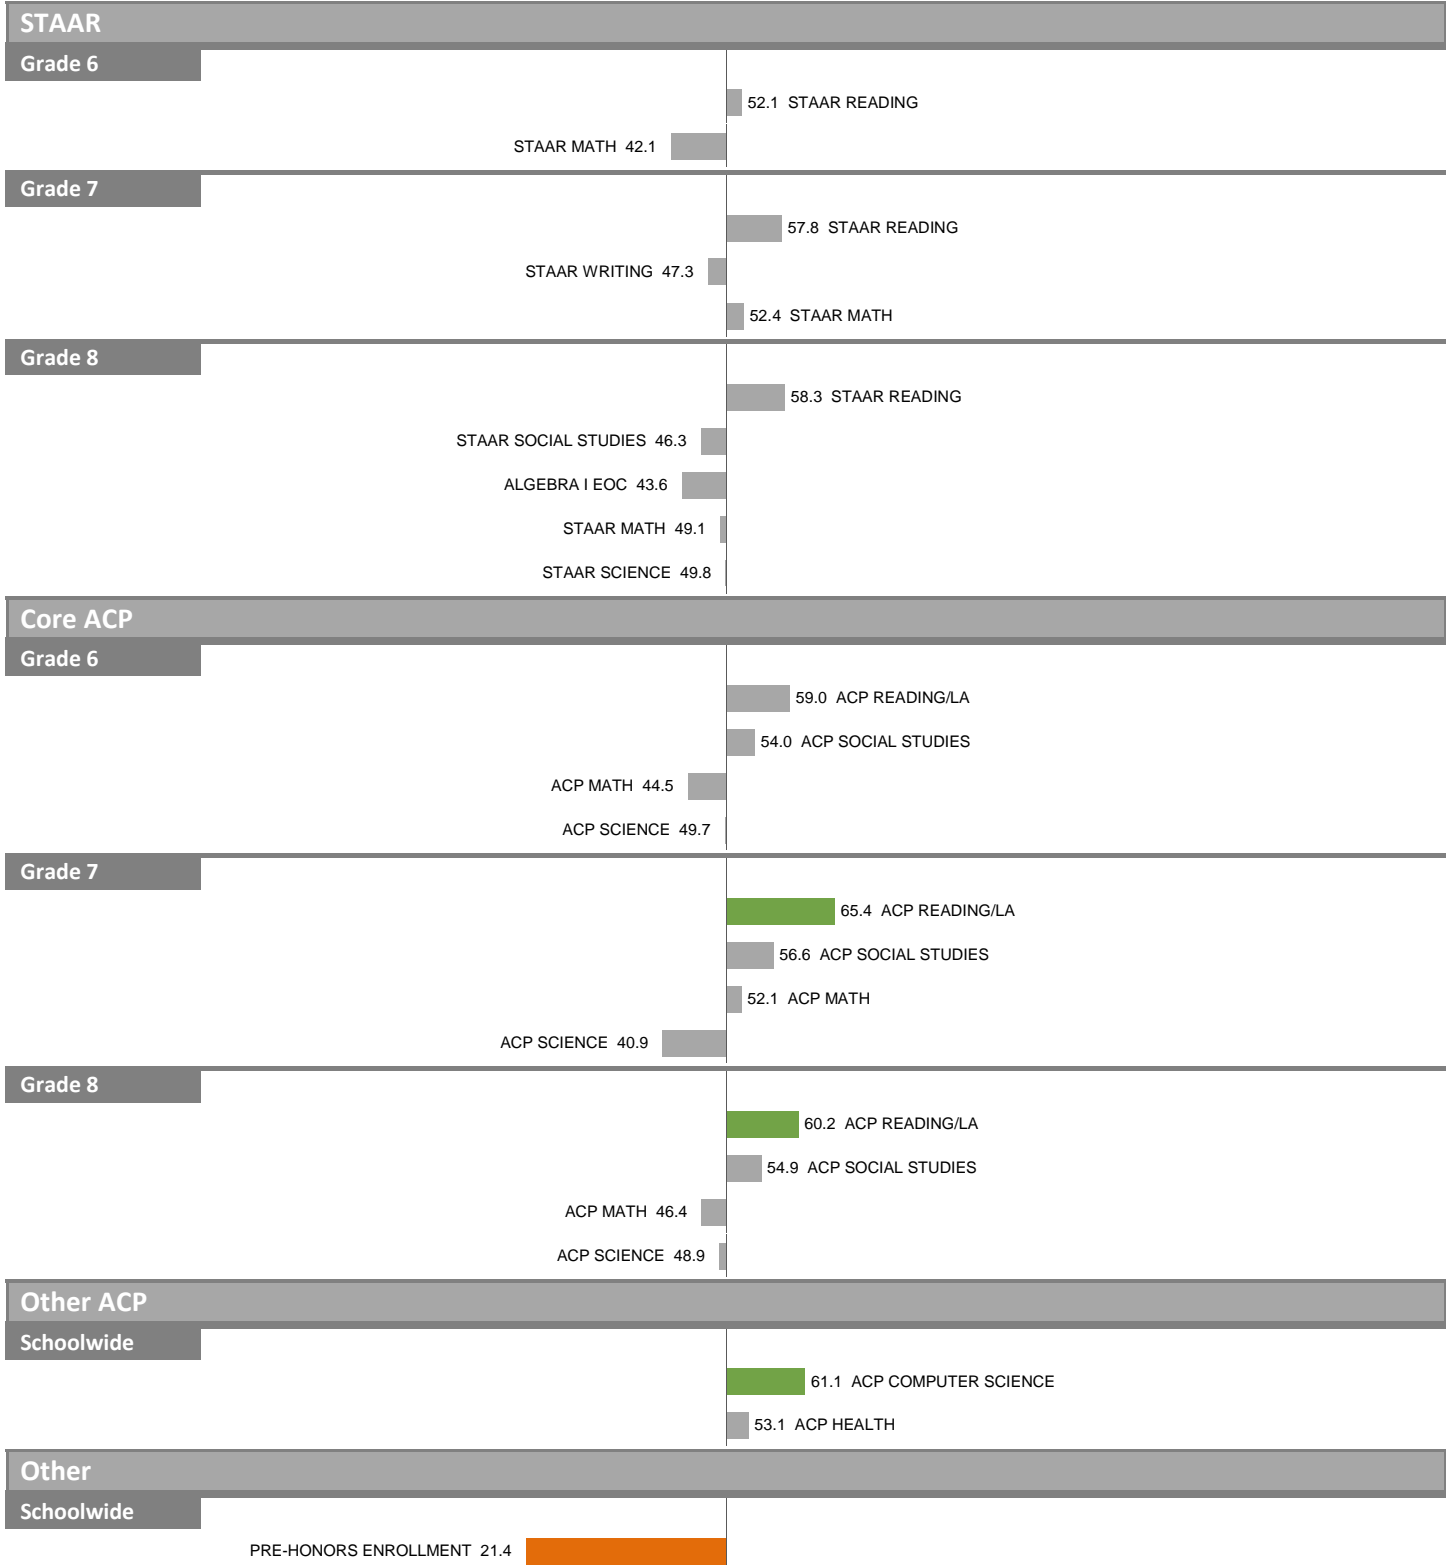 STAAR
Grade 6
52.1 STAAR READING
STAAR MATH 42.1
Grade 7
57.8 STAAR READING
STAAR WRITING 47.3
52.4 STAAR MATH
Grade 8
58.3 STAAR READING
STAAR SOCIAL STUDIES 46.3
ALGEBRA I EOC 43.6
STAAR MATH 49.1
STAAR SCIENCE 49.8
Core ACP
Grade 6
59.0 ACP READING/LA
54.0 ACP SOCIAL STUDIES
ACP MATH 44.5
ACP SCIENCE 49.7
Grade 7
65.4 ACP READING/LA
56.6 ACP SOCIAL STUDIES
52.1 ACP MATH
ACP SCIENCE 40.9
Grade 8
60.2 ACP READING/LA
54.9 ACP SOCIAL STUDIES
ACP MATH 46.4
ACP SCIENCE 48.9
Other ACP
Schoolwide
61.1 ACP COMPUTER SCIENCE
53.1 ACP HEALTH
Other
Schoolwide
PRE-HONORS ENROLLMENT 21.4